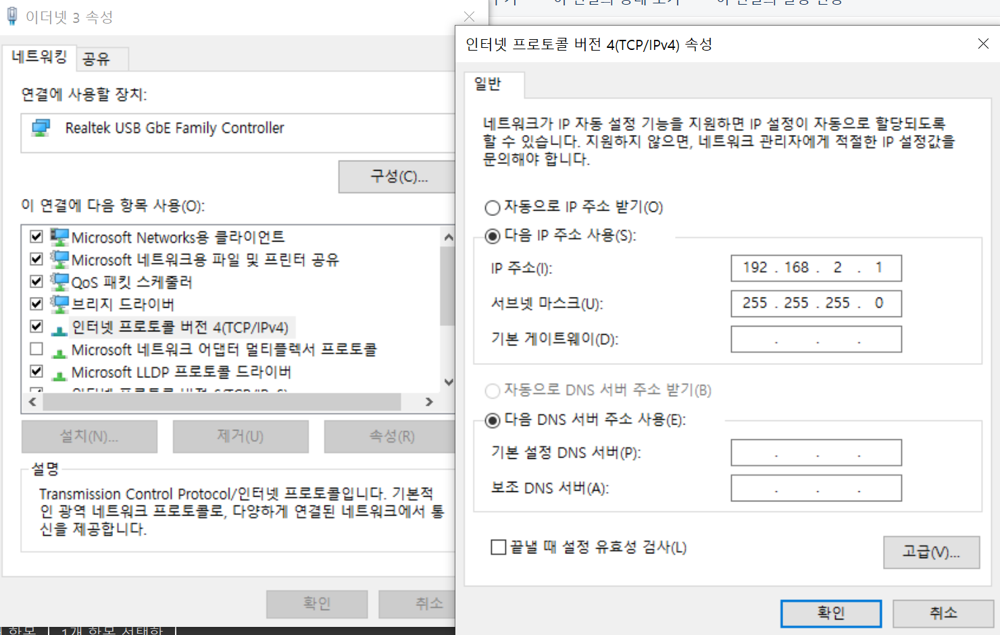 이더넷 3 속성
네트워킹
공유
연결에 사용할 장치:
Realtek USB GbE Family Controller
구성(C)...
이 연결에 다음 항목 사용(O):
Microsoft Networks용 클라이언트
Microsoft 네트워크용 파일 및 프린터 공유
QoS 패킷 스케줄러
브리지 드라이버
인터넷 프로토콜 버전 4(TCP/IPv4)
Microsoft 네트워크 어댑터 멀티플렉서 프로토콜
Microsoft LLDP 프로토콜 드라이버
설치(N)...
제거(U)
속성(R)
설명
Transmission Control Protocol/인터넷 프로토콜입니다. 기본적
인 광역 네트워크 프로토콜로, 다양하게 연결된 네트워크에서 통
신을 제공합니다.
확인
취소
인터넷 프로토콜 버전 4(TCP/IPv4) 속성
일반
네트워크가 IP 자동 설정 기능을 지원하면 IP 설정이 자동으로 할당되도록
할 수 있습니다. 지원하지 않으면, 네트워크 관리자에게 적절한 IP 설정값을
문의해야 합니다.
자동으로 IP 주소 받기(O)
다음 IP 주소 사용(S):
IP 주소(I): 192 . 168 . 2 . 1
서브넷 마스크(U): 255 . 255 . 255 . 0
기본 게이트웨이(D): . . .
자동으로 DNS 서버 주소 받기(B)
다음 DNS 서버 주소 사용(E):
기본 설정 DNS 서버(P): . . .
보조 DNS 서버(A): . . .
끝낼 때 설정 유효성 검사(L)
고급(V)...
확인
취소